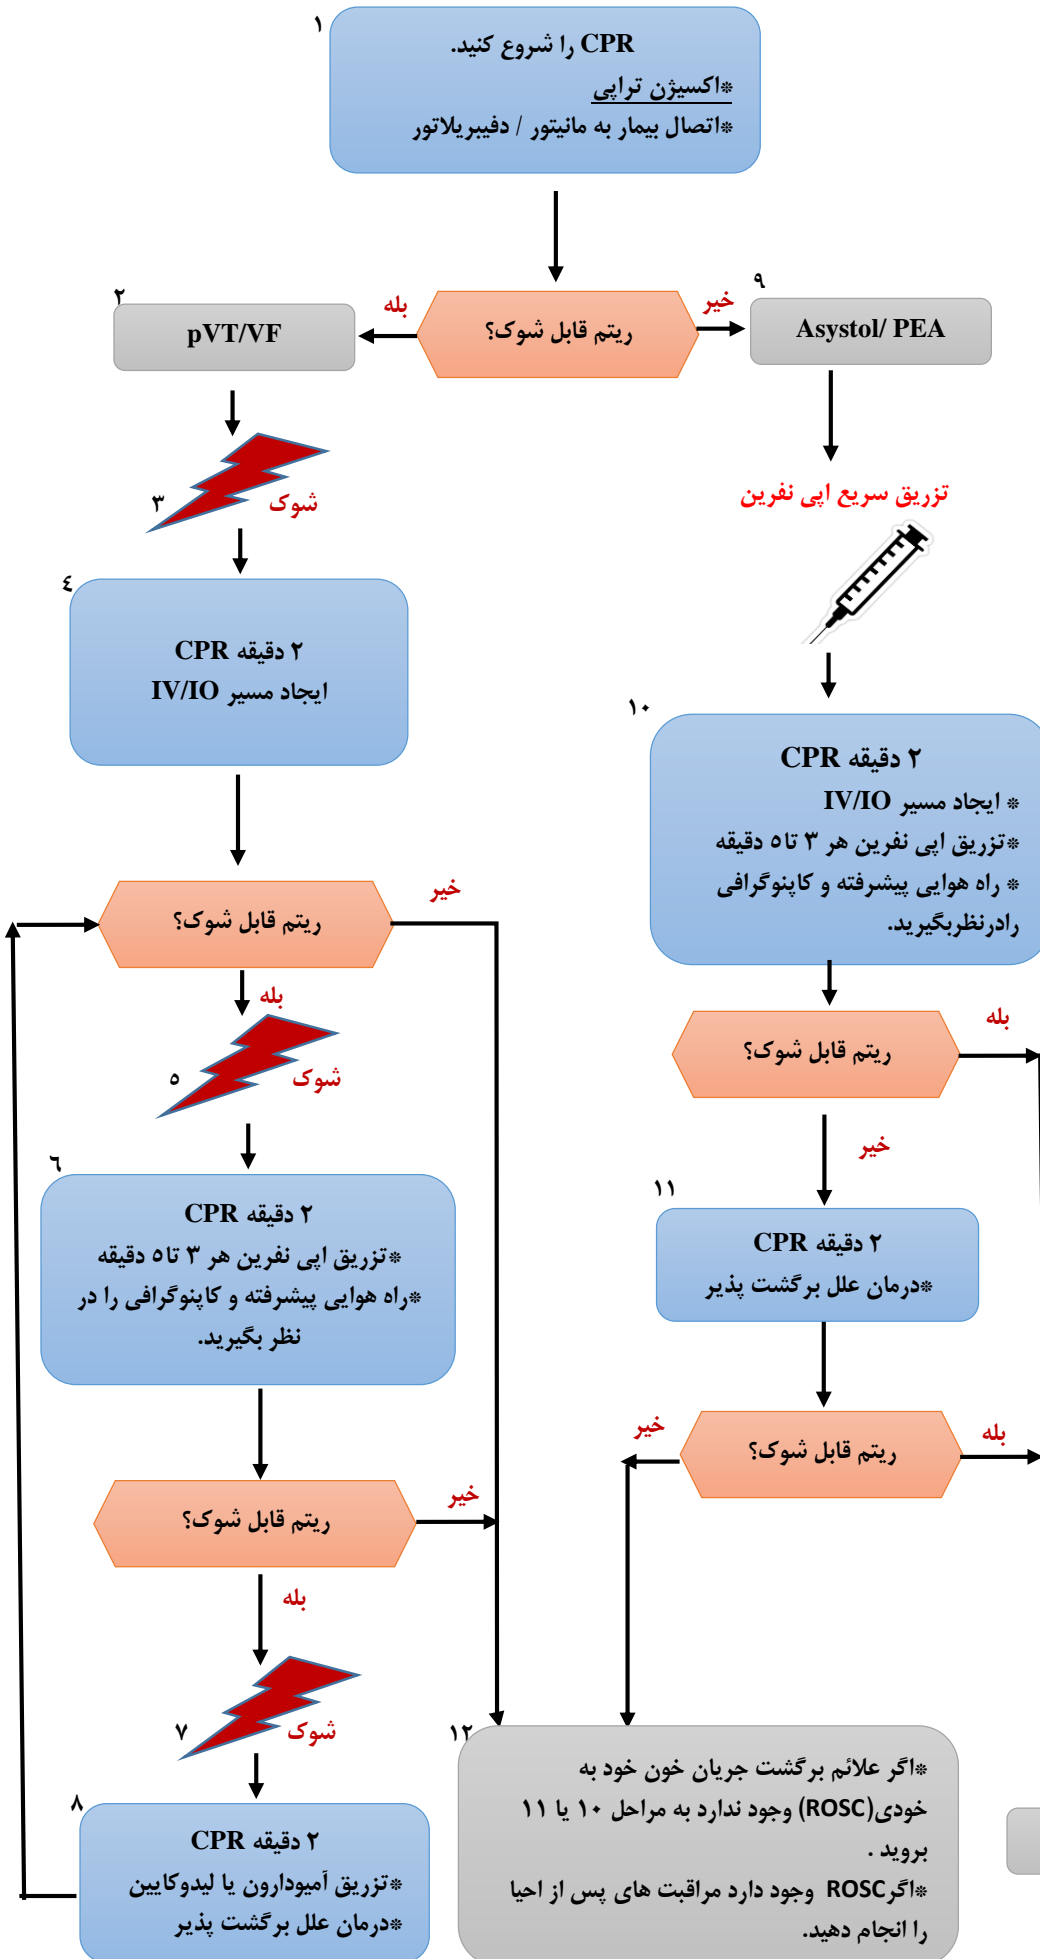 ۱
CPR را شروع کنید.
*اکسیژن تراپی
*اتصال بیمار به مانیتور / دفیبریلاتور
ریتم قابل شوک؟
بله
خیر
۲
pVT/VF
۳
شوک
٤
۲ دقیقه CPR
ایجاد مسیر IV/IO
ریتم قابل شوک؟
خیر
بله
٥
شوک
٦
۲ دقیقه CPR
*تزریق اپی نفرین هر ۳ تا٥ دقیقه
*راه هوایی پیشرفته و کاپنوگرافی را در
نظر بگیرید.
ریتم قابل شوک؟
خیر
بله
۷
شوک
۸
۲ دقیقه CPR
*تزریق آمیودارون یا لیدوکایین
*درمان علل برگشت پذیر
۹
Asystol/ PEA
تزریق سریع اپی نفرین
۱۰
۲ دقیقه CPR
* ایجاد مسیر IV/IO
*تزریق اپی نفرین هر ۳ تا٥ دقیقه
* راه هوایی پیشرفته و کاپنوگرافی
رادرنظربگیرید.
ریتم قابل شوک؟
بله
خیر
۱۱
۲ دقیقه CPR
*درمان علل برگشت پذیر
ریتم قابل شوک؟
بله
خیر
۱۲
*اگر علائم برگشت جریان خون خود به
خودی(ROSC) وجود ندارد به مراحل ۱۰ یا ۱۱
بروید .
*اگرROSC وجود دارد مراقبت های پس از احیا
را انجام دهید.